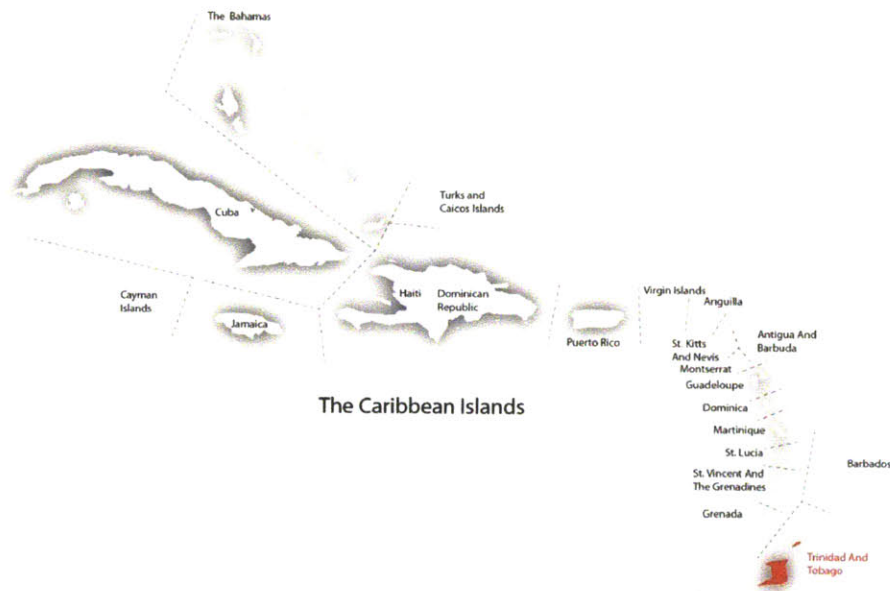 The Bahamas
Turks and
Caicos Islands
Cuba
Cayman
Islands
Jamaica
Haiti
Dominican
Republic
Puerto Rico
Virgin Islands
Anguilla
St. Kitts
And Nevis
Antigua And
Barbuda
Montserrat
Guadeloupe
Dominica
Martinique
St. Lucia
St. Vincent And
The Grenadines
Barbados
Grenada
Trinidad And
Tobago
The Caribbean Islands